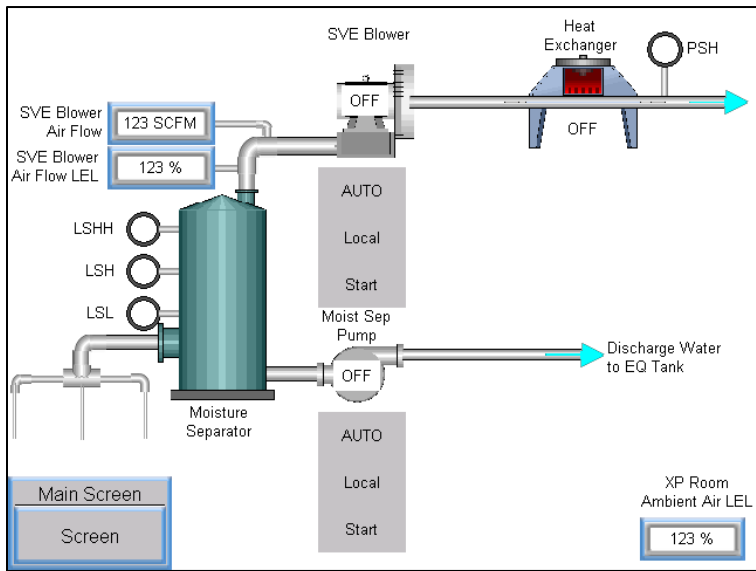 SVE Blower
Heat
Exchanger
PSH
OFF
OFF
SVE Blower
Air Flow
123 SCFM
SVE Blower
Air Flow LEL
123 %
AUTO
Local
Start
LSHH
LSH
LSL
Moist Sep
Pump
OFF
Discharge Water
to EQ Tank
Moisture
Separator
AUTO
Local
Start
Main Screen
Screen
XP Room
Ambient Air LEL
123 %